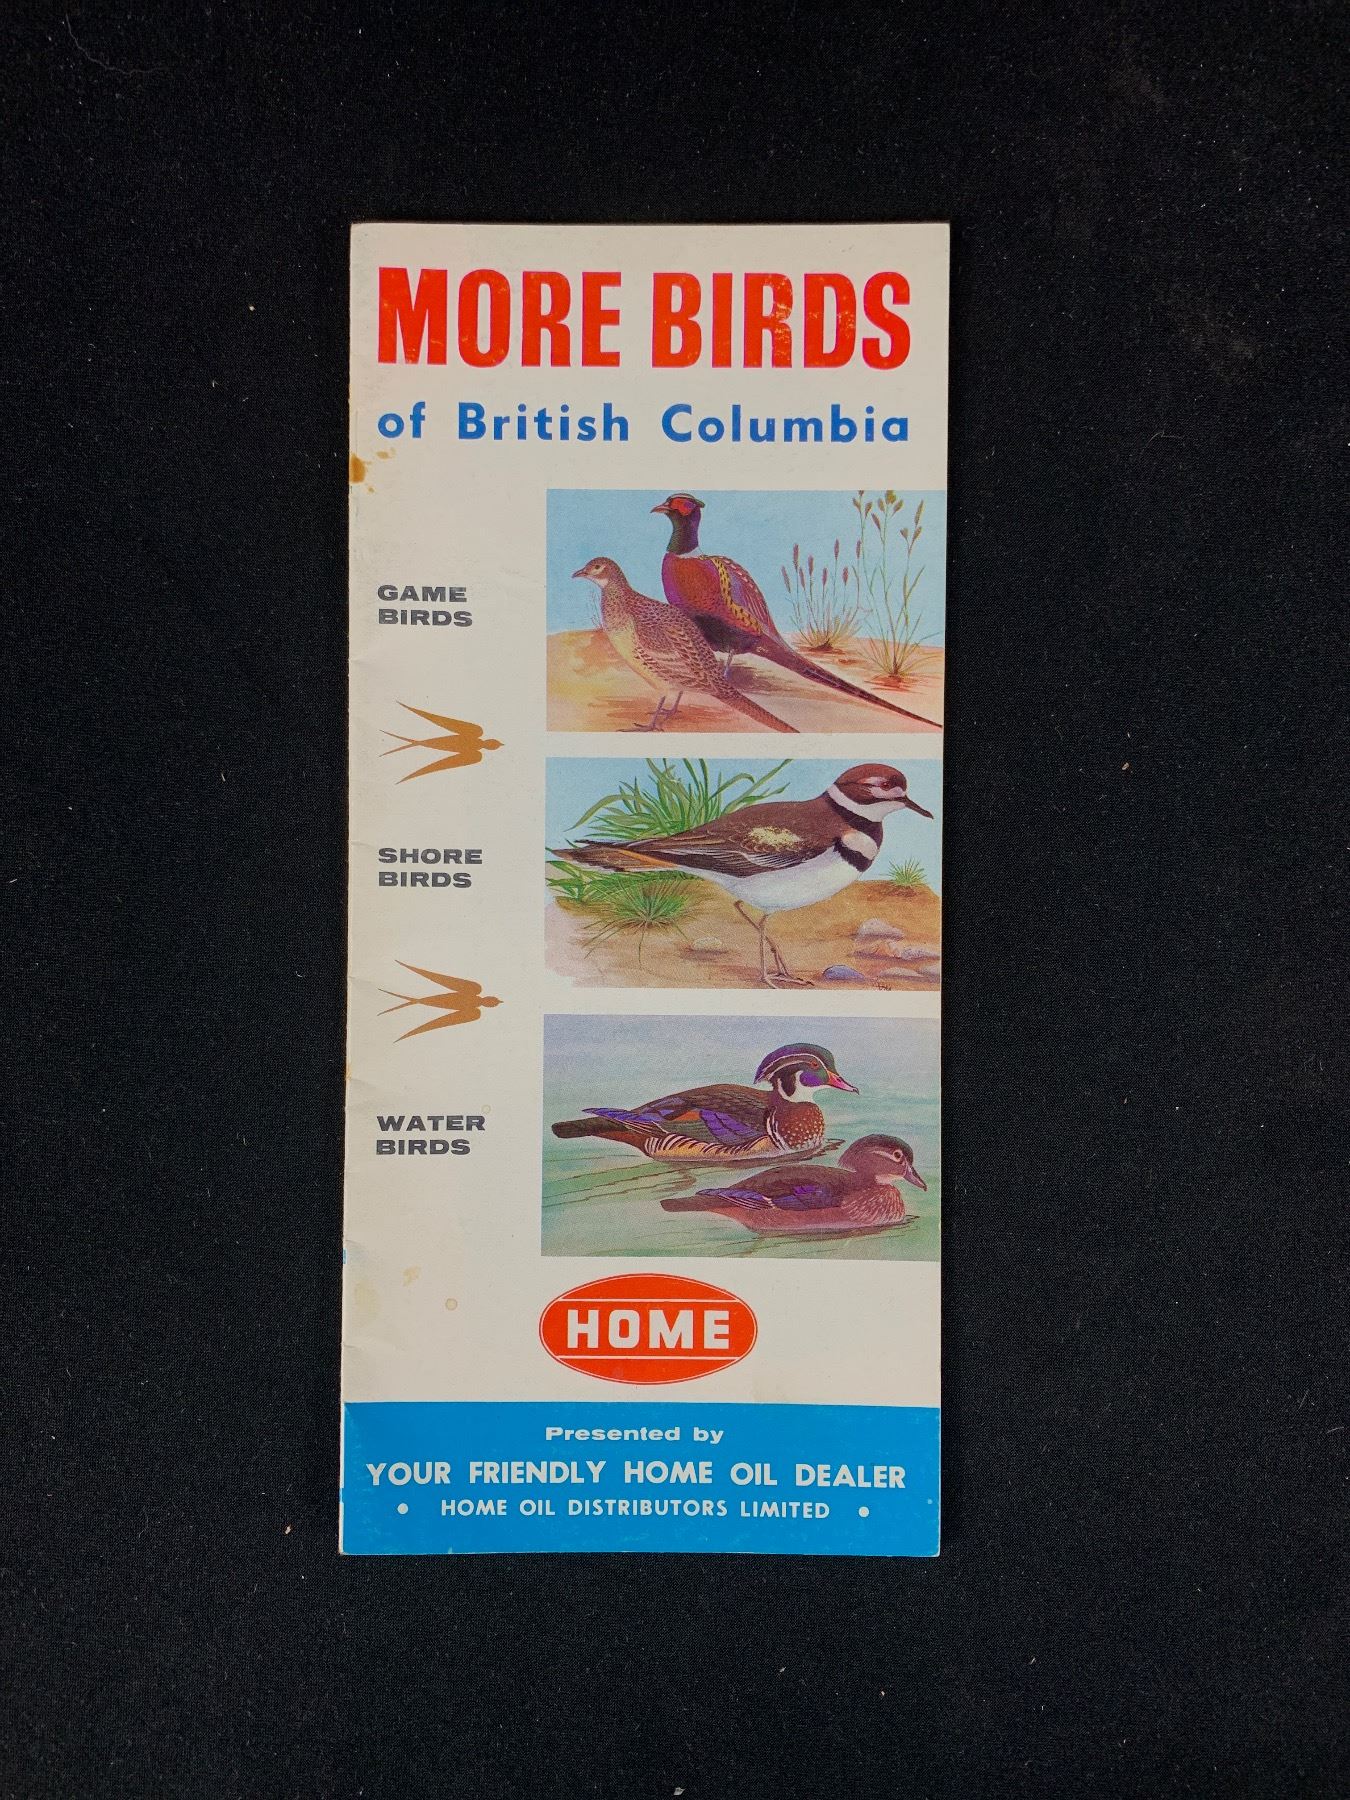 MORE BIRDS
of British Columbia
GAME
BIRDS
SHORE
BIRDS
WATER
BIRDS
HOME
Presented by
YOUR FRIENDLY HOME OIL DEALER
• HOME OIL DISTRIBUTORS LIMITED •